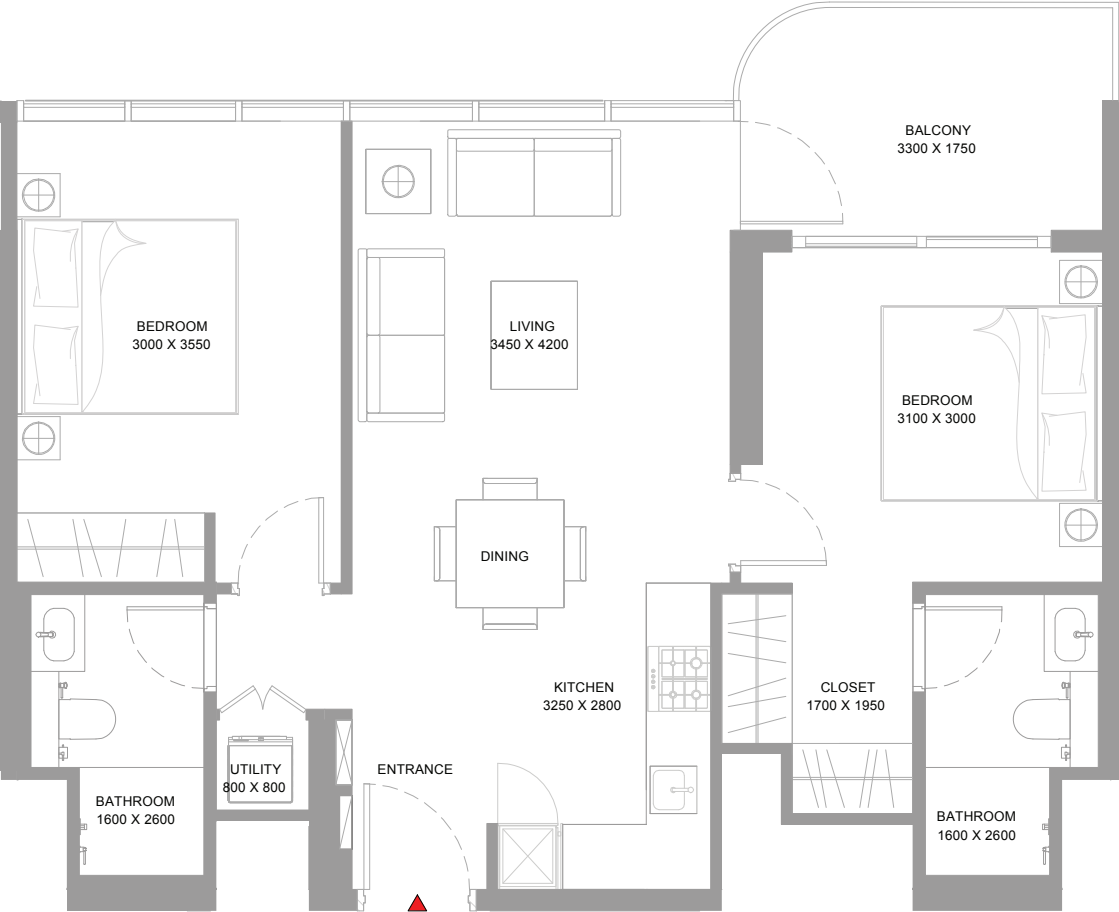 BALCONY
3300 X 1750
BEDROOM
3000 X 3550
LIVING
3450 X 4200
BEDROOM
3100 X 3000
DINING
KITCHEN
3250 X 2800
CLOSET
1700 X 1950
ENTRANCE
UTILITY
800 X 800
BATHROOM
1600 X 2600
BATHROOM
1600 X 2600